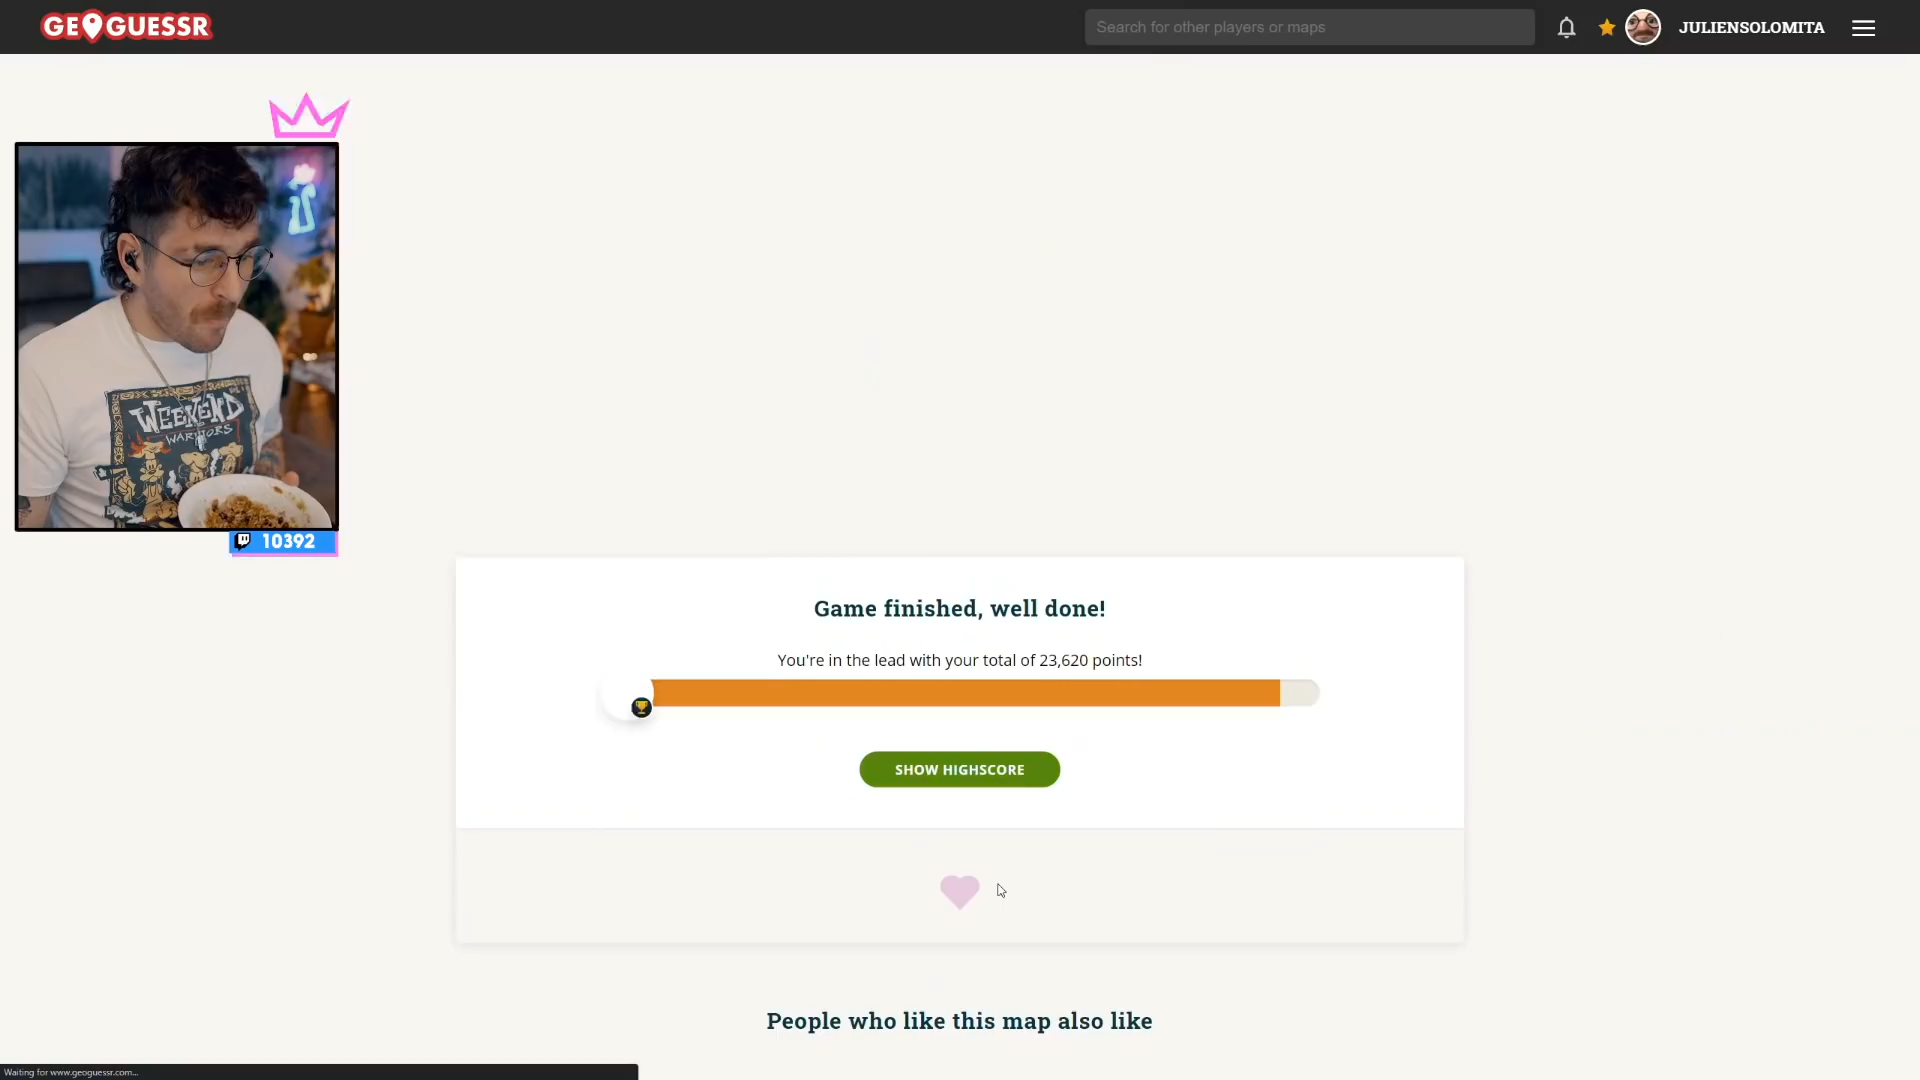 GEOGUESSR
Search for other players or maps
JULIENSOLOMITA
WEEKEND
WARRIORS
10392
Game finished, well done!
You're in the lead with your total of 23,620 points!
SHOW HIGHSCORE
People who like this map also like
Waiting for www.geoguessr.com...